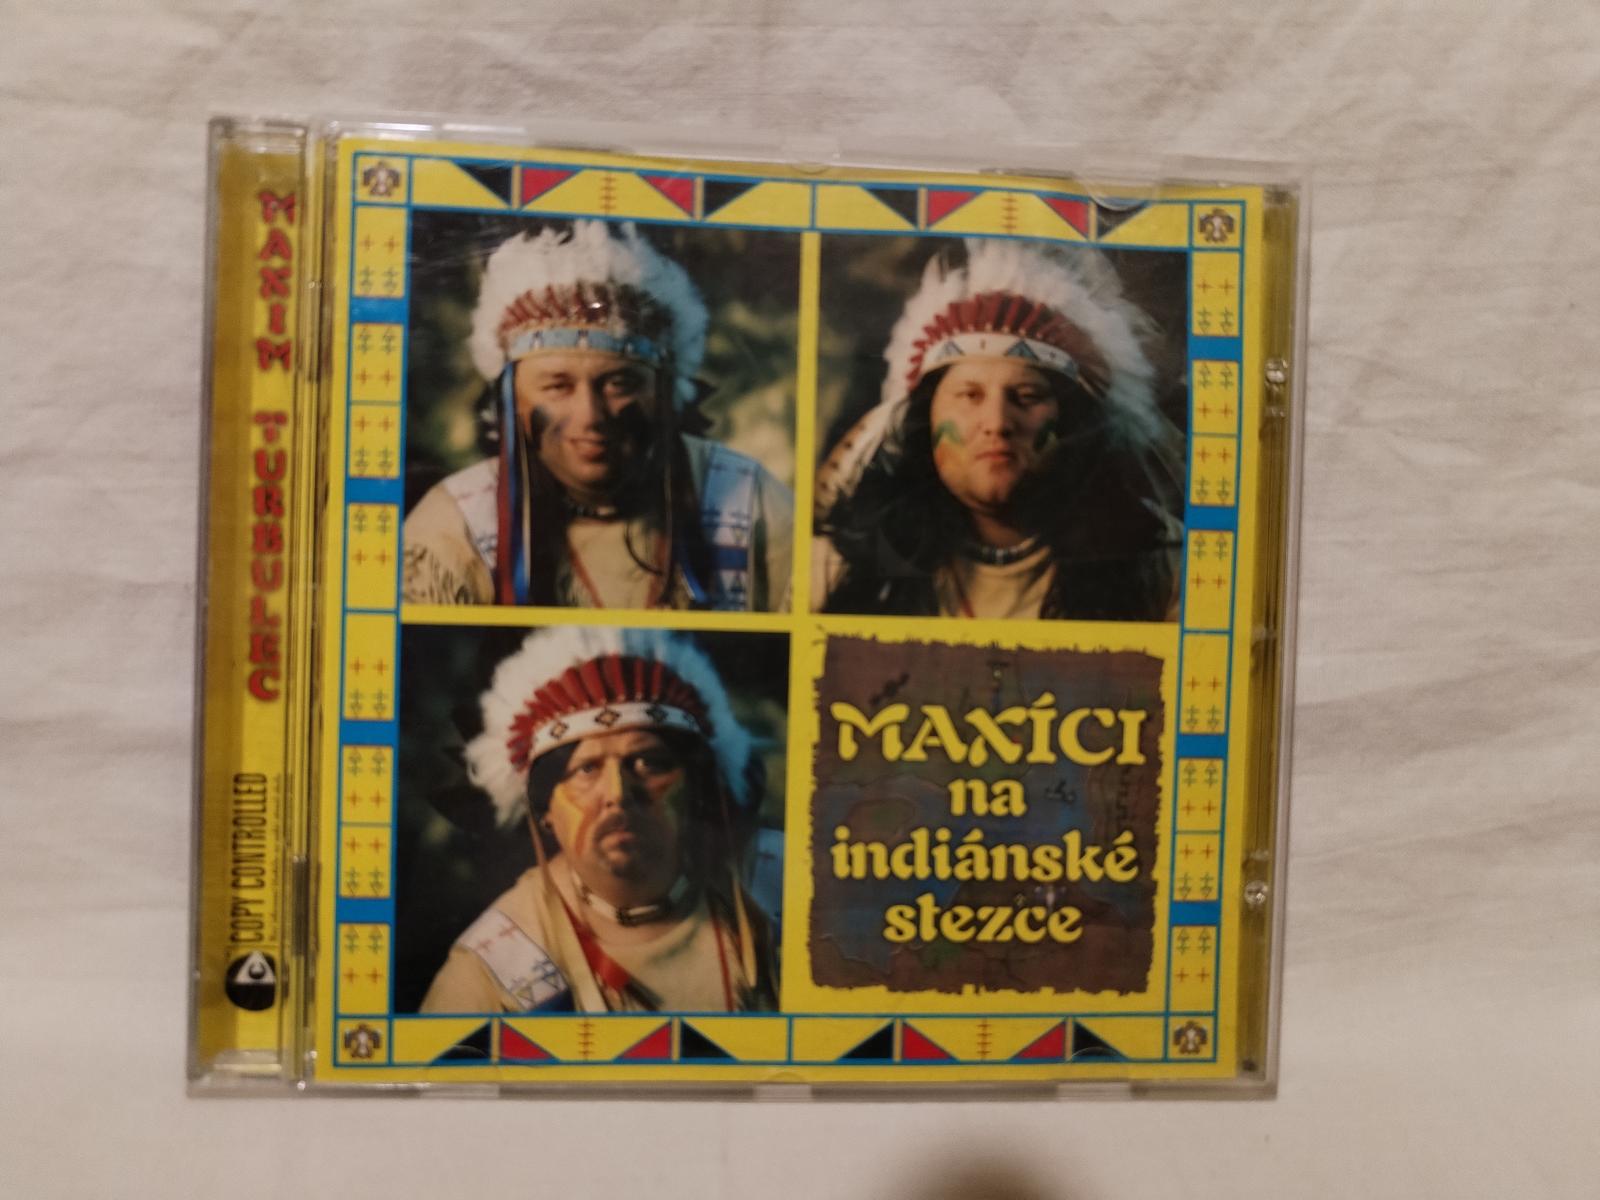 MAXIM TURBULEC
COPY CONTROLLED
MAXÍCI
na
indiánské
stezce